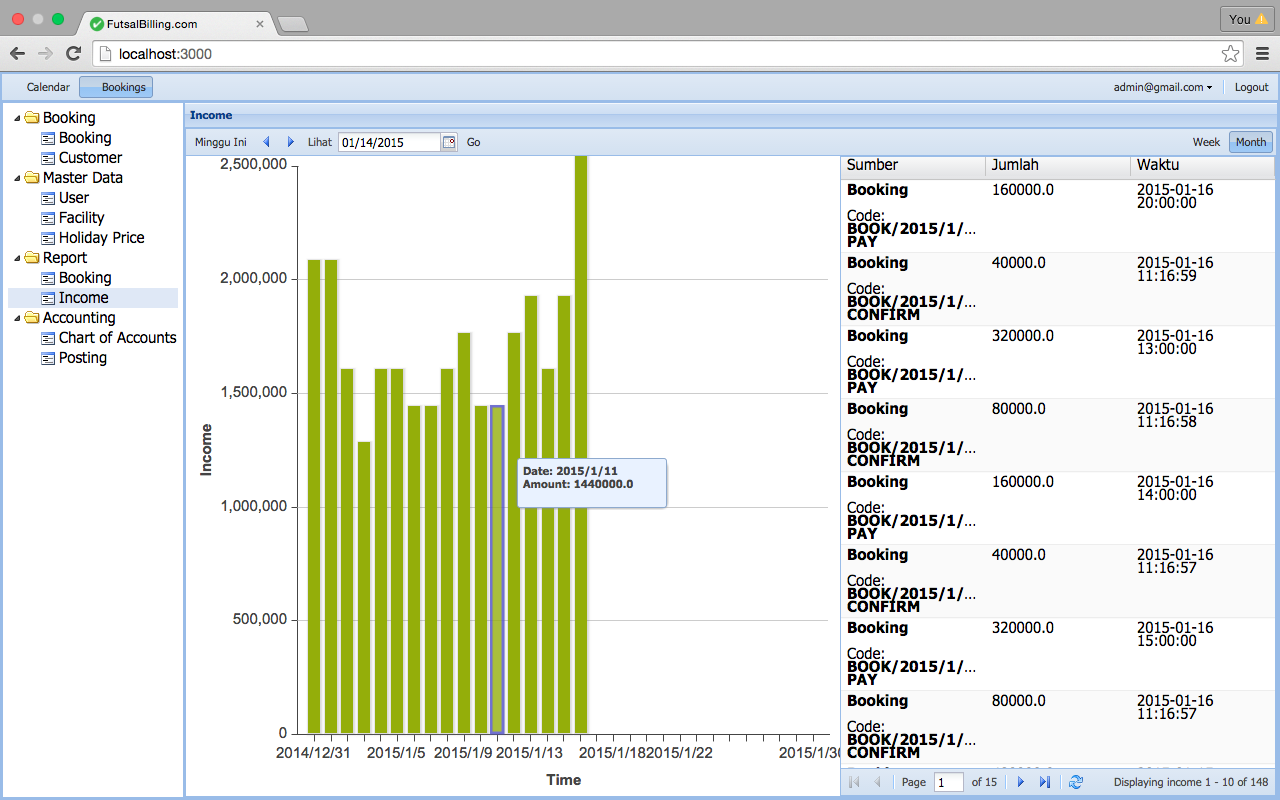 FutsalBilling.com
You
localhost:3000
Calendar
Bookings
admin@gmail.com
Logout
Booking
Booking
Customer
Master Data
User
Facility
Holiday Price
Report
Booking
Income
Accounting
Chart of Accounts
Posting
Income
Minggu Ini
Lihat
01/14/2015
Go
Week
Month
2,500,000
2,000,000
1,500,000
1,000,000
500,000
0
Income
Date: 2015/1/11
Amount: 1440000.0
2014/12/31
2015/1/5
2015/1/9
2015/1/13
2015/1/18
2015/1/22
2015/1/30
Time
Sumber Jumlah Waktu
Booking 160000.0 2015-01-16
20:00:00
Code:
BOOK/2015/1/...
PAY
Booking 40000.0 2015-01-16
11:16:59
Code:
BOOK/2015/1/...
CONFIRM
Booking 320000.0 2015-01-16
13:00:00
Code:
BOOK/2015/1/...
PAY
Booking 80000.0 2015-01-16
11:16:58
Code:
BOOK/2015/1/...
CONFIRM
Booking 160000.0 2015-01-16
14:00:00
Code:
BOOK/2015/1/...
PAY
Booking 40000.0 2015-01-16
11:16:57
Code:
BOOK/2015/1/...
CONFIRM
Booking 320000.0 2015-01-16
15:00:00
Code:
BOOK/2015/1/...
PAY
Booking 80000.0 2015-01-16
11:16:57
Code:
BOOK/2015/1/...
CONFIRM
Page 1 of 15
Displaying income 1 - 10 of 148